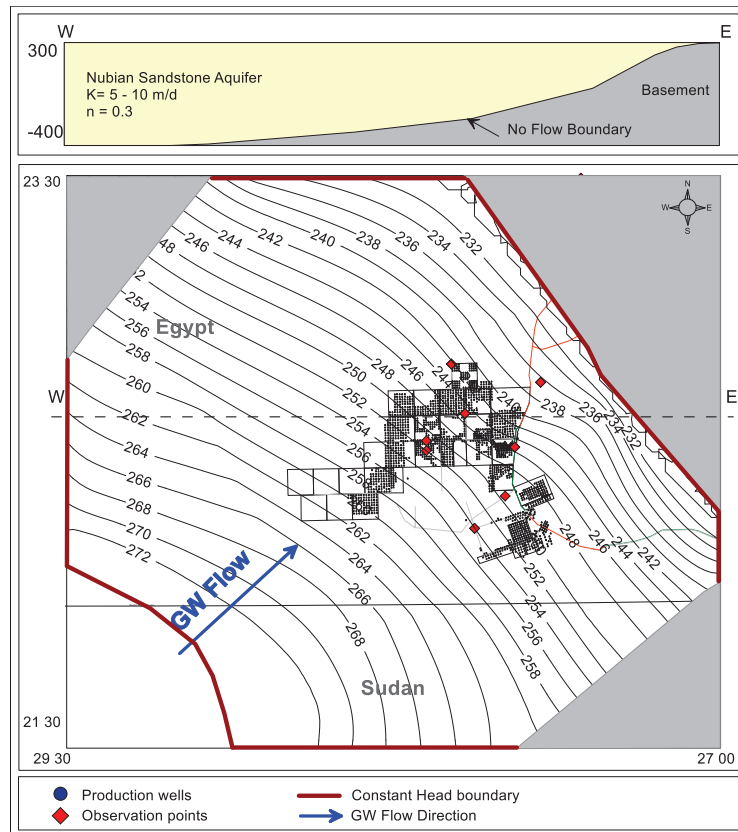 W E
300
Nubian Sandstone Aquifer
K= 5 - 10 m/d
n = 0.3
Basement
-400
No Flow Boundary
23 30
N
W E
S
48 246 244 242 240 238 236 234 232
252
254
256
258
260
262
264
266
268
270
272
Egypt
250 248 246 244
252
254
256
W E
240 238 236 234 232
262
264
266
268
248 246 244 242
252
254
256
258
GW Flow
Sudan
21 30
29 30 27 00
Production wells Constant Head boundary
Observation points GW Flow Direction